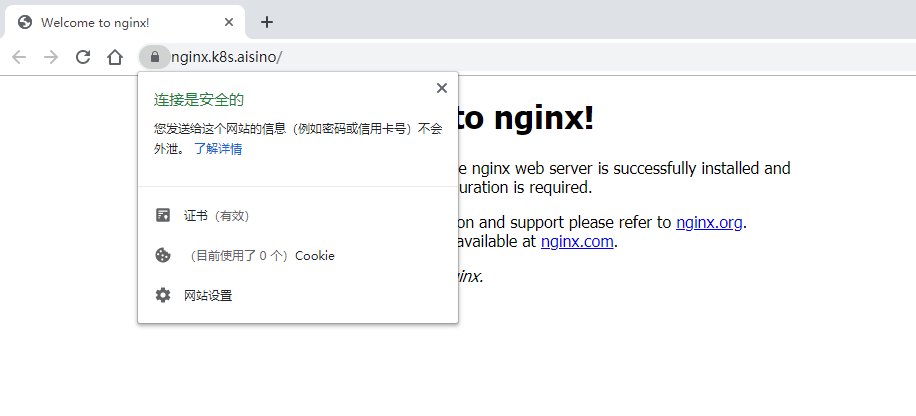 Welcome to nginx!
nginx.k8s.aisino/
连接是安全的
您发送给这个网站的信息（例如密码或信用卡号）不会
外泄。 了解详情
证书（有效）
（目前使用了 0 个）Cookie
网站设置
to nginx!
nginx web server is successfully installed and
configuration is required.
on and support please refer to nginx.org.
available at nginx.com.
nginx.